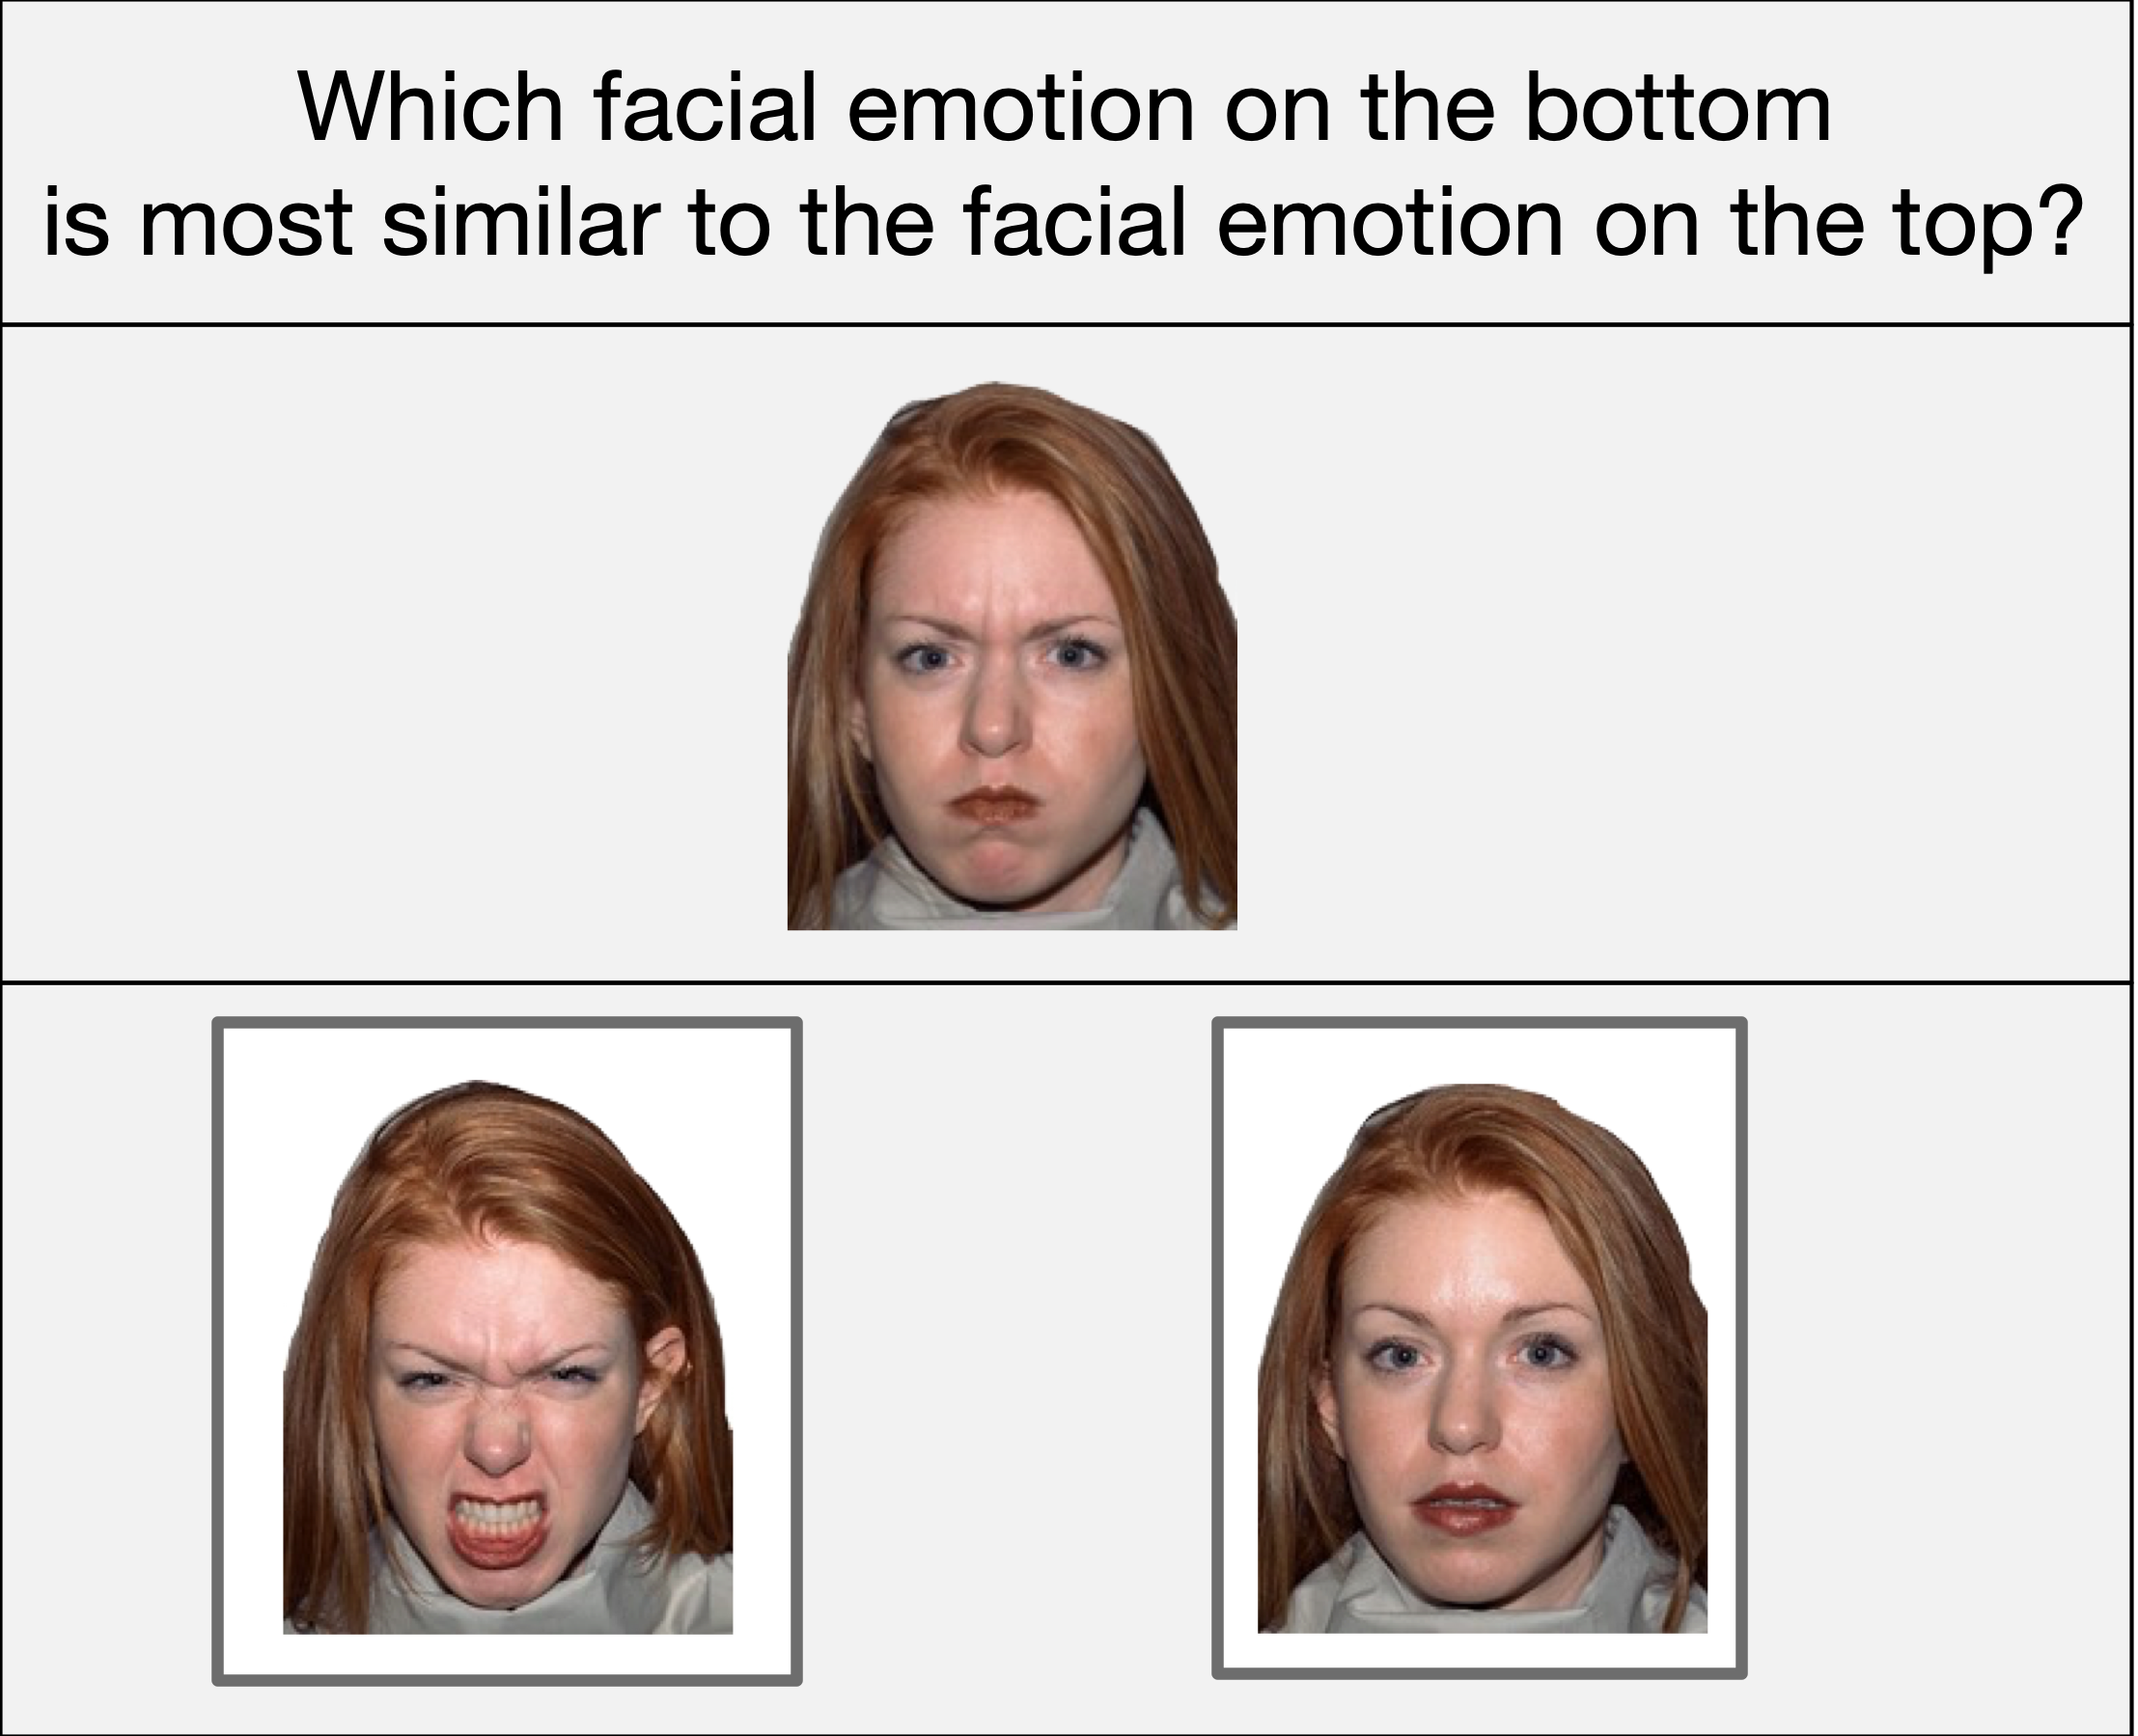 Which facial emotion on the bottom
is most similar to the facial emotion on the top?